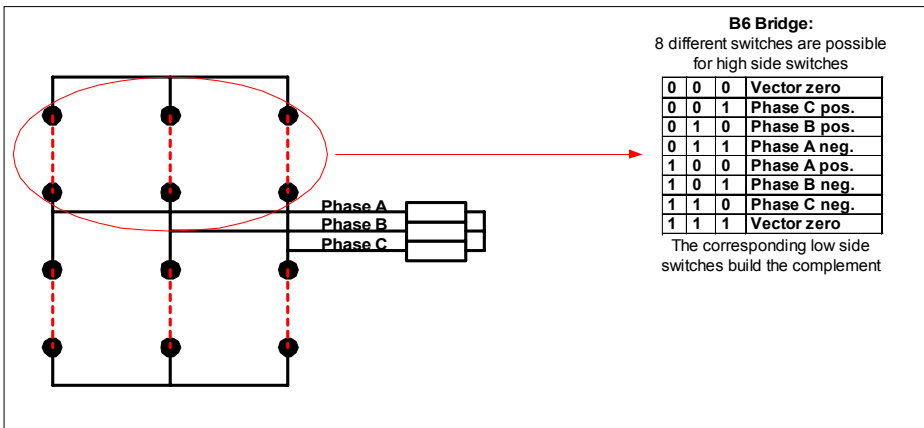 B6 Bridge:
8 different switches are possible
for high side switches
0 0 0 Vector zero
0 0 1 Phase C pos.
0 1 0 Phase B pos.
0 1 1 Phase A neg.
1 0 0 Phase A pos.
1 0 1 Phase B neg.
1 1 0 Phase C neg.
1 1 1 Vector zero
The corresponding low side
switches build the complement
Phase A
Phase B
Phase C